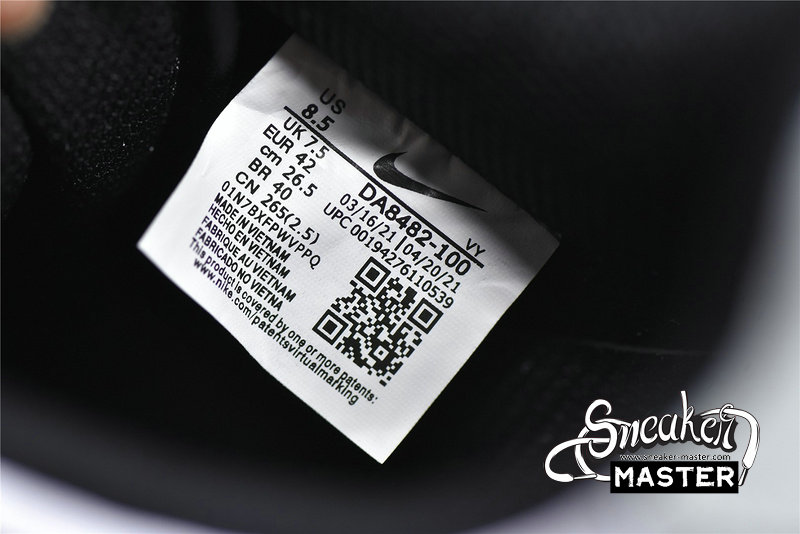 US
8.5
UK 7.5
EUR 42
cm 26.5
BR 40
CN 265(2.5)
01N7BXFPWVPPQ
MADE IN VIETNAM
HECHO EN VIETNAM
FABRIQUE AU VIETNAM
FABRICADO NO VIETNA
This product is covered by one or more patents:
www.nike.com/patentsvirtualmarking
VY
DA8482-100
03/16/21 | 04/20/21
UPC 00194276110539
Sneaker
www.sneaker-master.com
MASTER